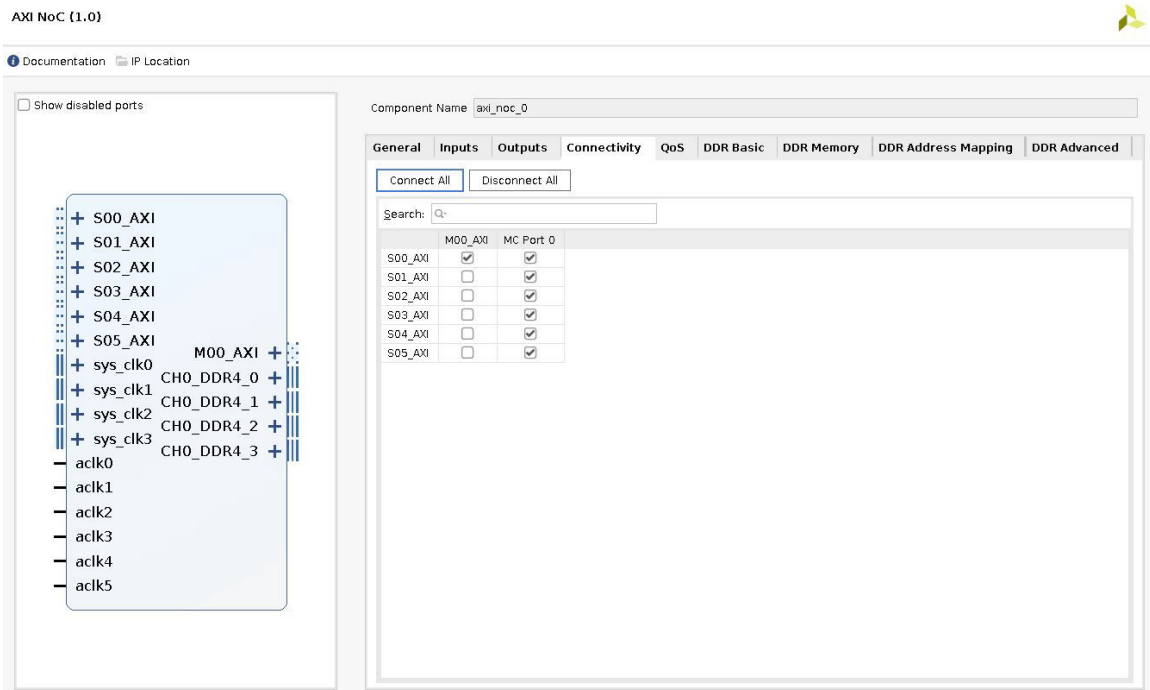 AXI NoC (1.0)
Documentation IP Location
Show disabled ports
S00_AXI
S01_AXI
S02_AXI
S03_AXI
S04_AXI
S05_AXI
sys_clk0
sys_clk1
sys_clk2
sys_clk3
aclk0
aclk1
aclk2
aclk3
aclk4
aclk5
M00_AXI
CH0_DDR4_0
CH0_DDR4_1
CH0_DDR4_2
CH0_DDR4_3
Component Name axi_noc_0
General Inputs Outputs Connectivity QoS DDR Basic DDR Memory DDR Address Mapping DDR Advanced
Connect All Disconnect All
Search:
M00_AXI MC Port 0
S00_AXI
S01_AXI
S02_AXI
S03_AXI
S04_AXI
S05_AXI